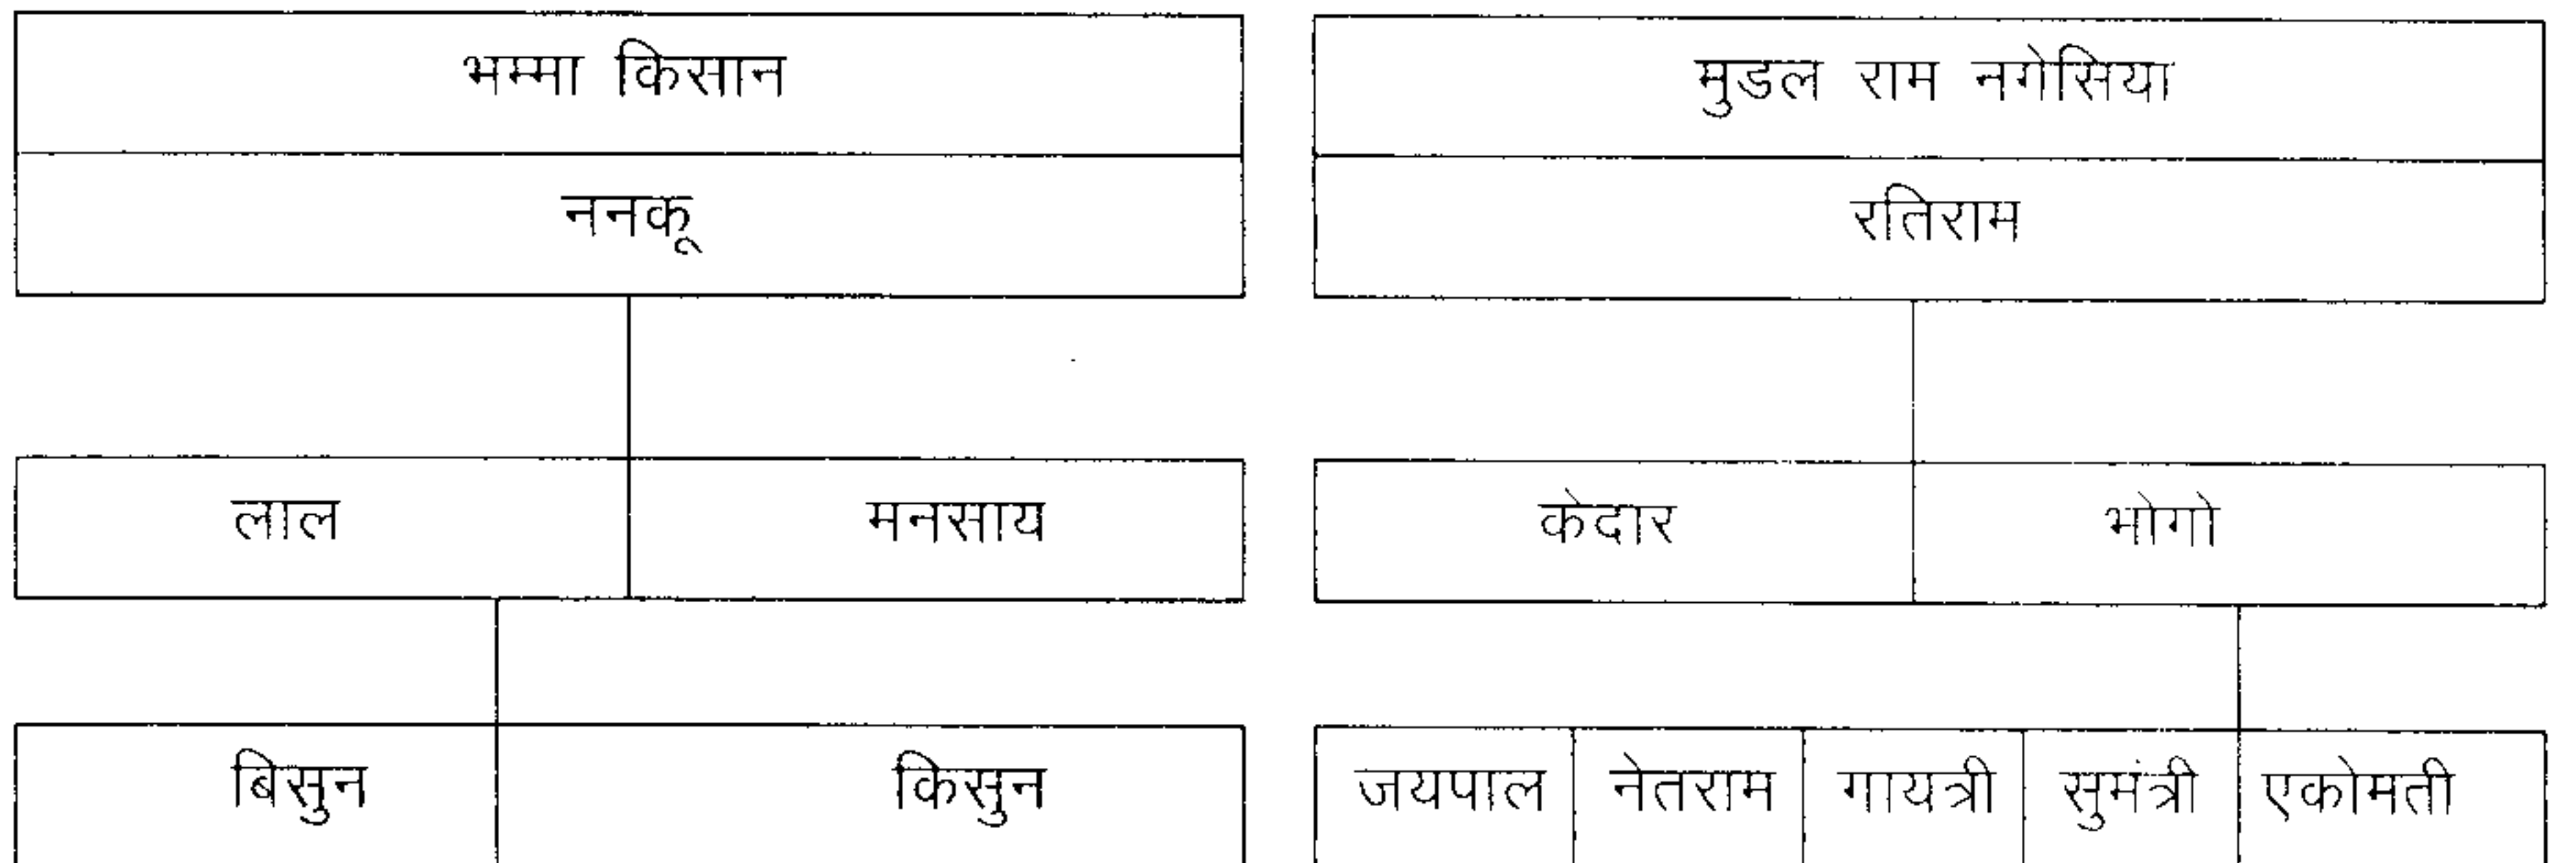 भम्मा किसान
ननकू
लाल मनसाय
बिसुन किसुन
मुडल राम नगेसिया
रतिराम
केदार भोगो
जयपाल नेतराम गायत्री सुमंत्री एकोमती